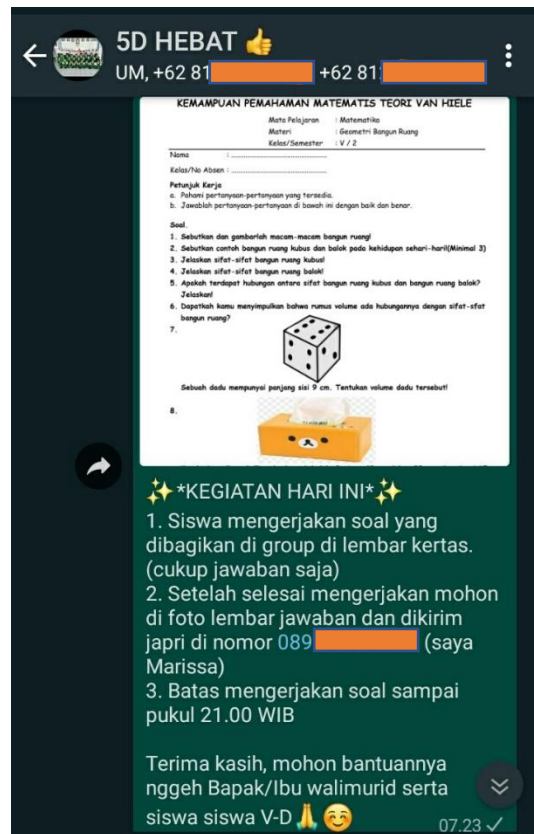 5D HEBAT 👍
UM, +62 81 +62 81
KEMAMPUAN PEMAHAMAN MATEMATIS TEORI VAN HIELE
Mata Pelajaran : Matematika
Materi : Geometri Bangun Ruang
Kelas/Semester : V / 2
Nama : ....................................
Kelas/No Absen : ....................................
Petunjuk Kerja
a. Pahami pertanyaan-pertanyaan yang tersedia.
b. Jawablah pertanyaan-pertanyaan di bawah ini dengan baik dan benar.
Soal.
1. Sebutkan dan gambarlah macam-macam bangun ruang!
2. Sebutkan contoh bangun ruang kubus dan balok pada kehidupan sehari-hari!(Minimal 3)
3. Jelaskan sifat-sifat bangun ruang kubus!
4. Jelaskan sifat-sifat bangun ruang balok!
5. Apakah terdapat hubungan antara sifat bangun ruang kubus dan bangun ruang balok?
Jelaskan!
6. Dapatkah kamu menyimpulkan bahwa rumus volume ada hubungannya dengan sifat-sfat
bangun ruang?
7.
Sebuah dadu mempunyai panjang sisi 9 cm. Tentukan volume dadu tersebut!
8.
✨*KEGIATAN HARI INI*✨
1. Siswa mengerjakan soal yang
dibagikan di group di lembar kertas.
(cukup jawaban saja)
2. Setelah selesai mengerjakan mohon
di foto lembar jawaban dan dikirim
japri di nomor 089 (saya
Marissa)
3. Batas mengerjakan soal sampai
pukul 21.00 WIB
Terima kasih, mohon bantuannya
nggeh Bapak/Ibu walimurid serta
siswa siswa V-D 🙏☺️
07.23 ✓